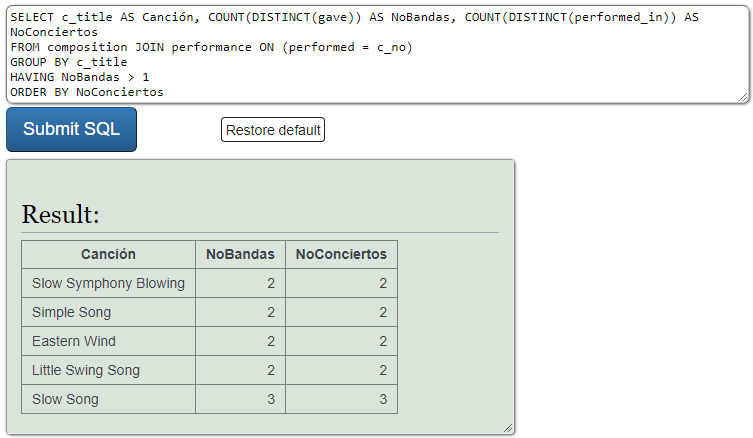 SELECT c_title AS Canción, COUNT(DISTINCT(gave)) AS NoBandas, COUNT(DISTINCT(performed_in)) AS
NoConciertos
FROM composition JOIN performance ON (performed = c_no)
GROUP BY c_title
HAVING NoBandas > 1
ORDER BY NoConciertos
Submit SQL Restore default
Result:
Canción NoBandas NoConciertos
Slow Symphony Blowing 2 2
Simple Song 2 2
Eastern Wind 2 2
Little Swing Song 2 2
Slow Song 3 3